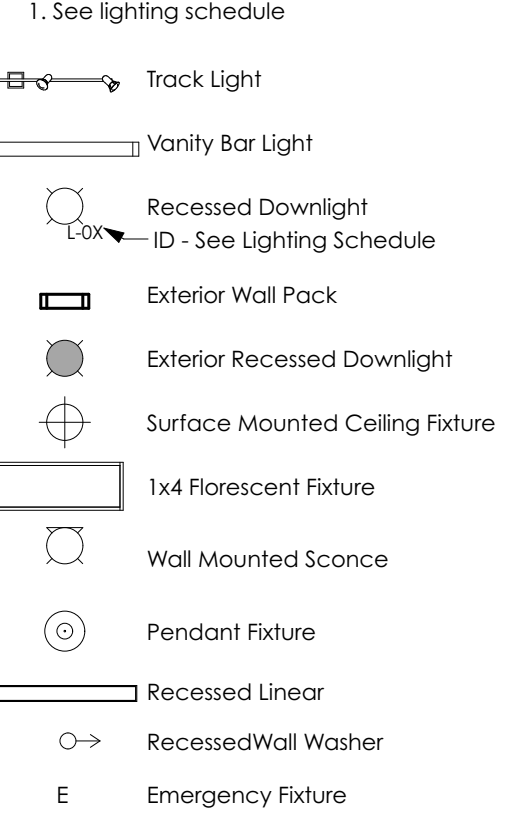 1. See lighting schedule
Track Light
Vanity Bar Light
Recessed Downlight
L-0X
ID - See Lighting Schedule
Exterior Wall Pack
Exterior Recessed Downlight
Surface Mounted Ceiling Fixture
1x4 Florescent Fixture
Wall Mounted Sconce
Pendant Fixture
Recessed Linear
RecessedWall Washer
E Emergency Fixture